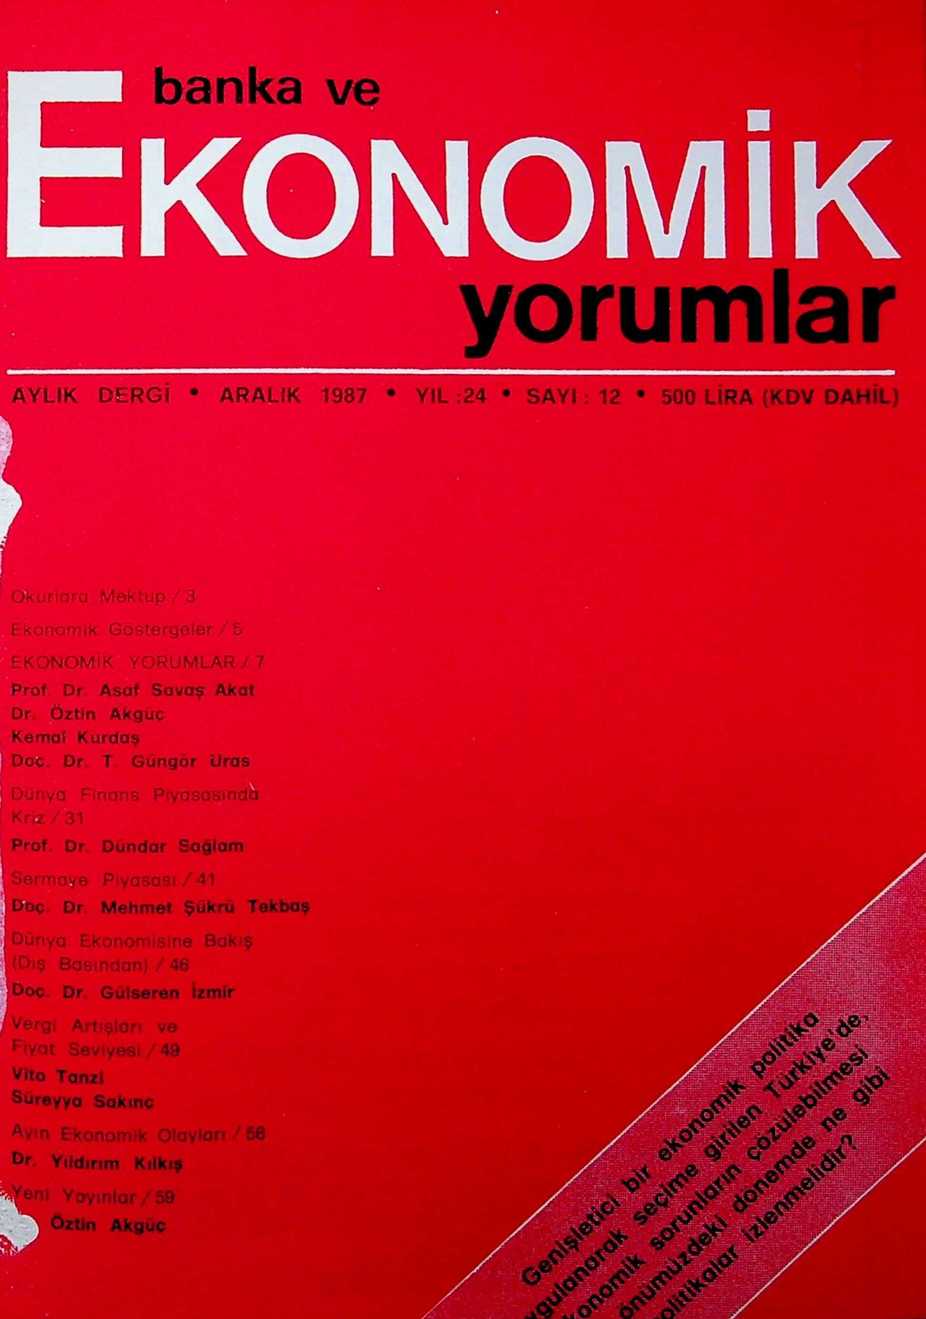 banka ve
EKONOMİK
yorumlar
AYLIK DERGİ • ARALIK 1987 • YIL :24 • SAYI : 12 • 500 LİRA (KDV DAHİL)
Okurlara Mektup / 3
Ekonomik Göstergeler / 5
EKONOMİK YORUMLAR / 7
Prof. Dr. Asaf Savaş Akat
Dr. Öztin Akgüç
Kemal Kurdaş
Doç. Dr. T. Güngör Uras
Dünya Finans Piyasasında
Kriz / 31
Prof. Dr. Dündar Sağlam
Sermaye Piyasası / 41
Doç. Dr. Mehmet Şükrü Tekbaş
Dünya Ekonomisine Bakış
(Dış Basından) / 46
Doç. Dr. Gülseren İzmir
Vergi Artışları ve
Fiyat Seviyesi / 49
Vito Tanzi
Süreyya Sakınç
Ayın Ekonomik Olayları / 56
Dr. Yıldırım Kılkış
Yeni Yayınlar / 59
Öztin Akgüç
Genişletici bir ekonomik politika
ygulanarak seçime girilen Türkiye'de,
konomik sorunların çözülebilmesi
önümüzdeki dönemde ne gibi
olitikalar izlenmelidir?